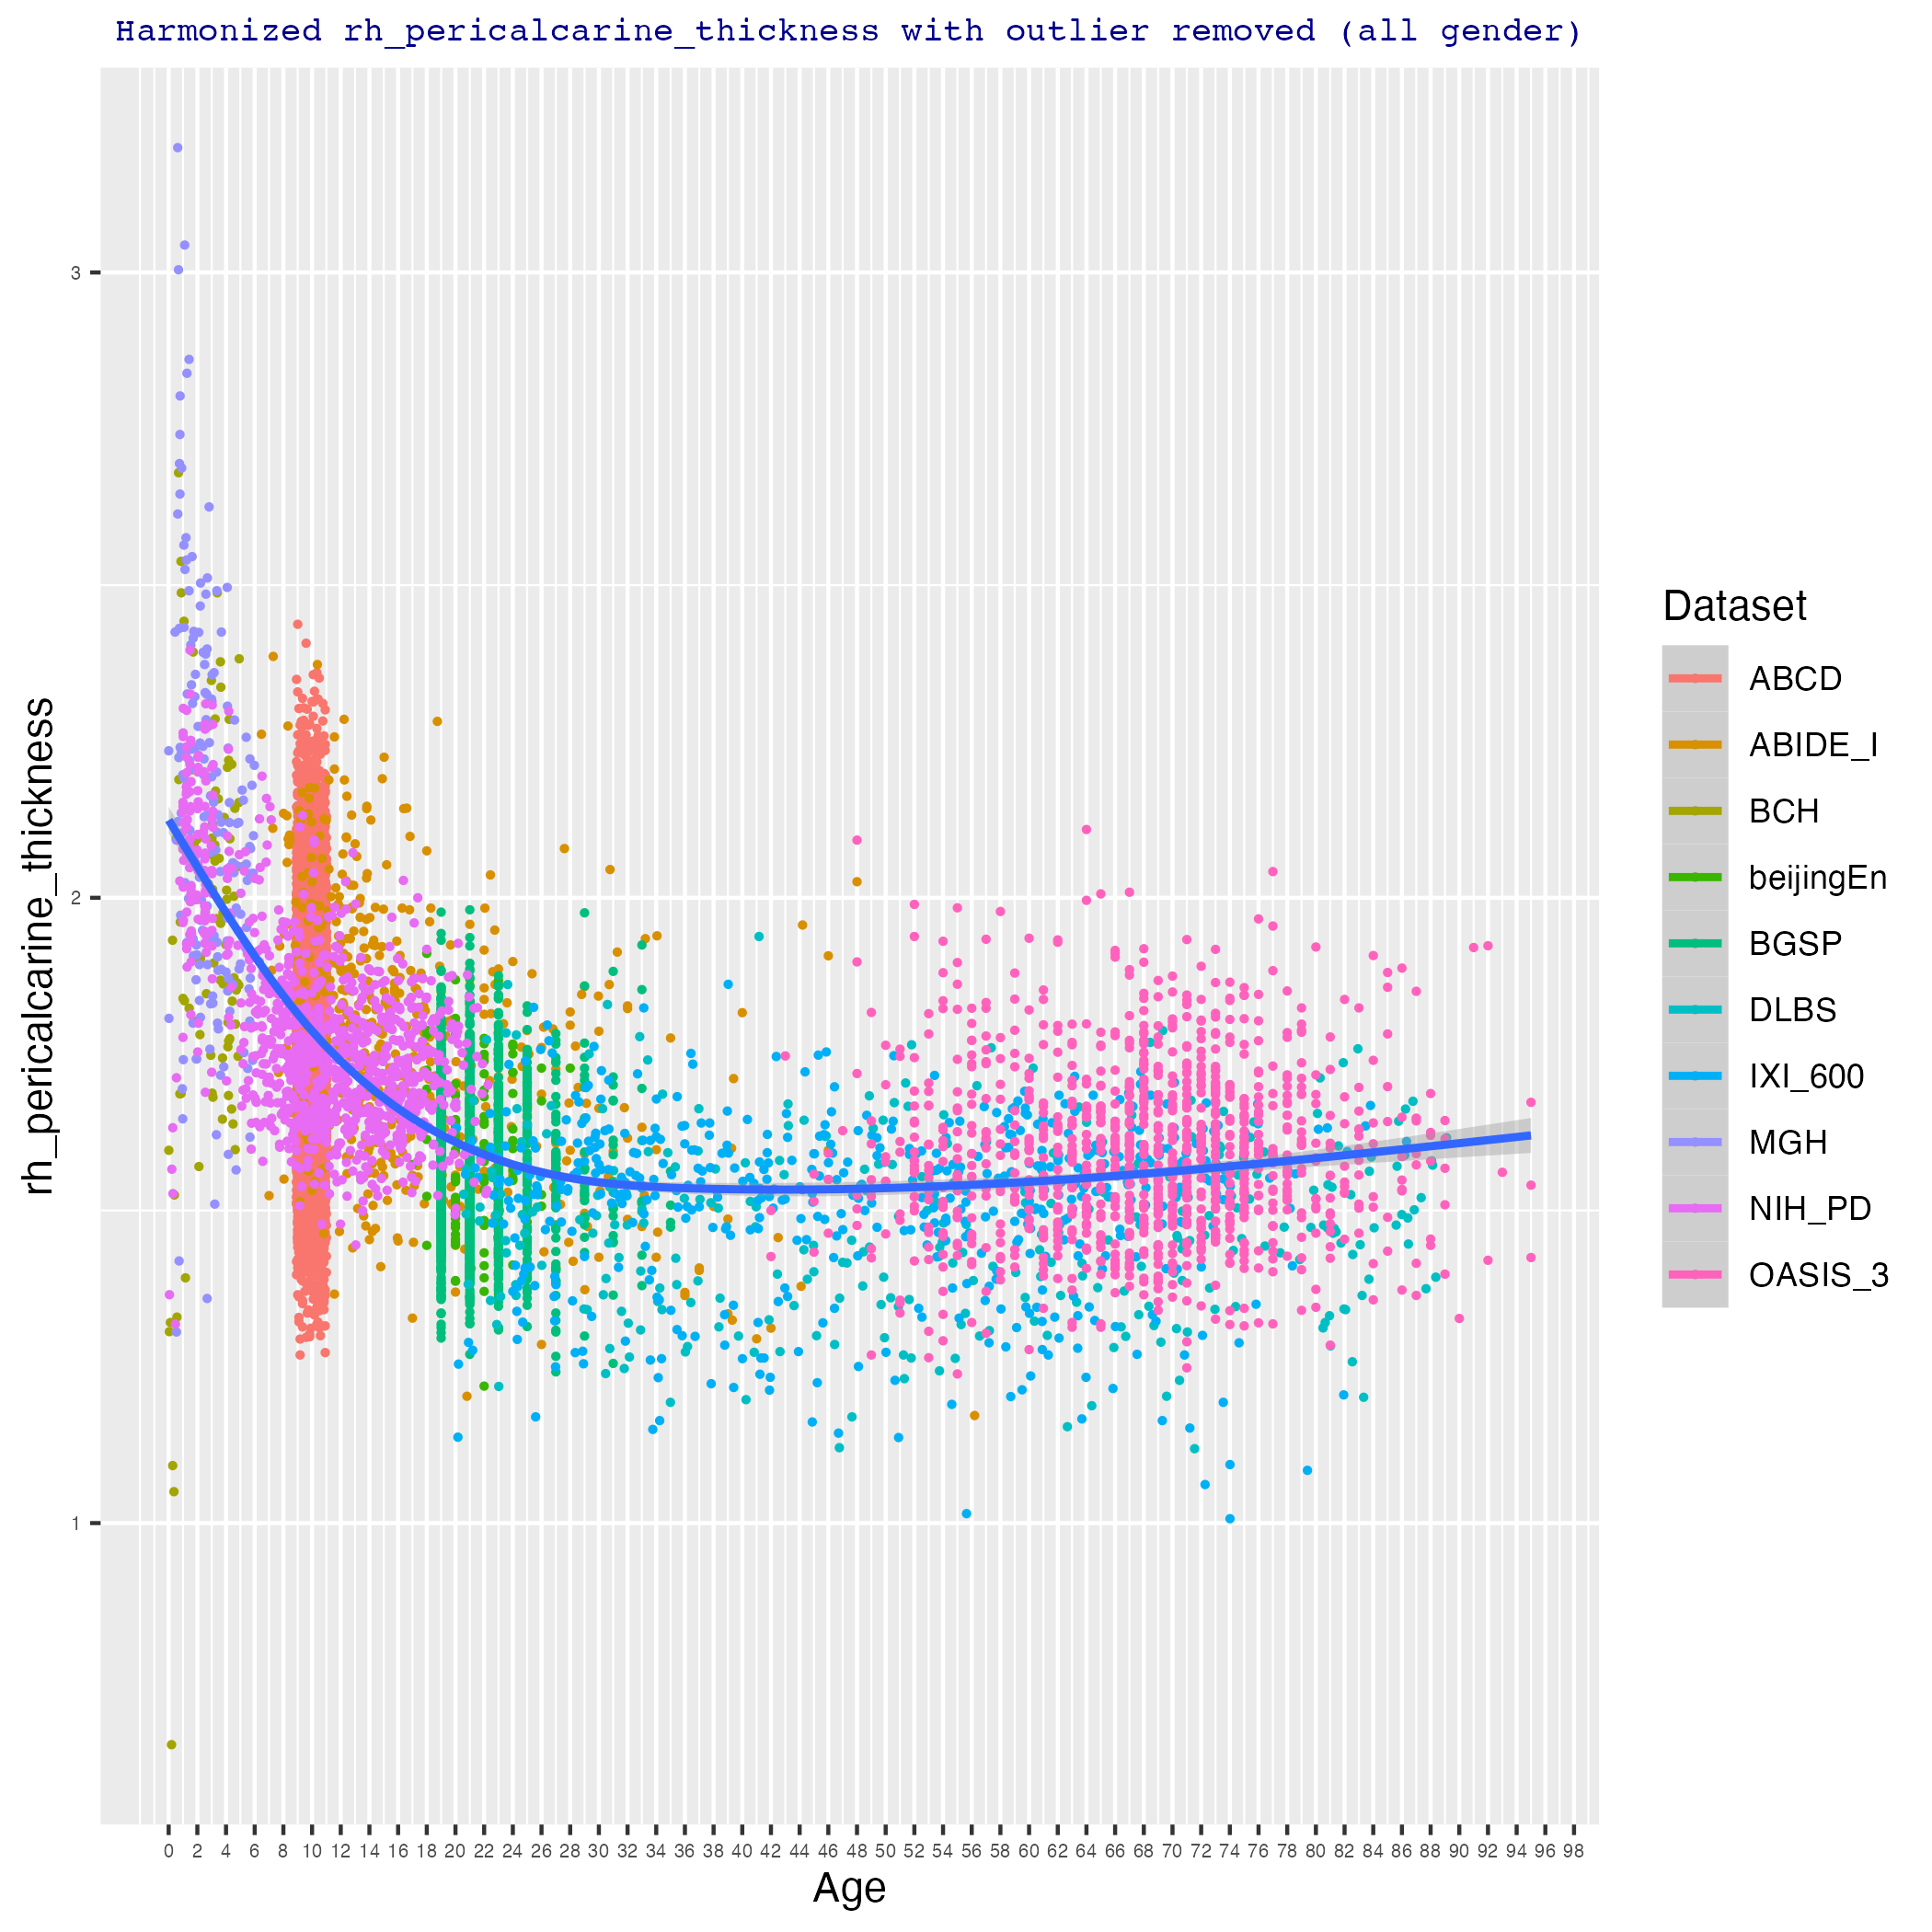 Harmonized rh_pericalcarine_thickness with outlier removed (all gender)
rh_pericalcarine_thickness
3
2
1
0 2 4 6 8 10 12 14 16 18 20 22 24 26 28 30 32 34 36 38 40 42 44 46 48 50 52 54 56 58 60 62 64 66 68 70 72 74 76 78 80 82 84 86 88 90 92 94 96 98
Age
Dataset
ABCD
ABIDE_I
BCH
beijingEn
BGSP
DLBS
IXI_600
MGH
NIH_PD
OASIS_3